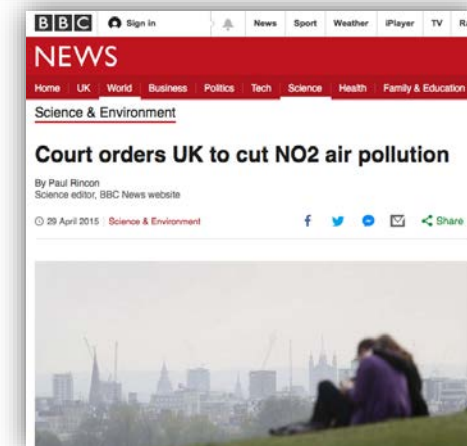 BBC Sign in News Sport Weather iPlayer TV
NEWS
Home UK World Business Politics Tech Science Health Family & Education
Science & Environment
Court orders UK to cut NO2 air pollution
By Paul Rincon
Science editor, BBC News website
29 April 2015 Science & Environment Share